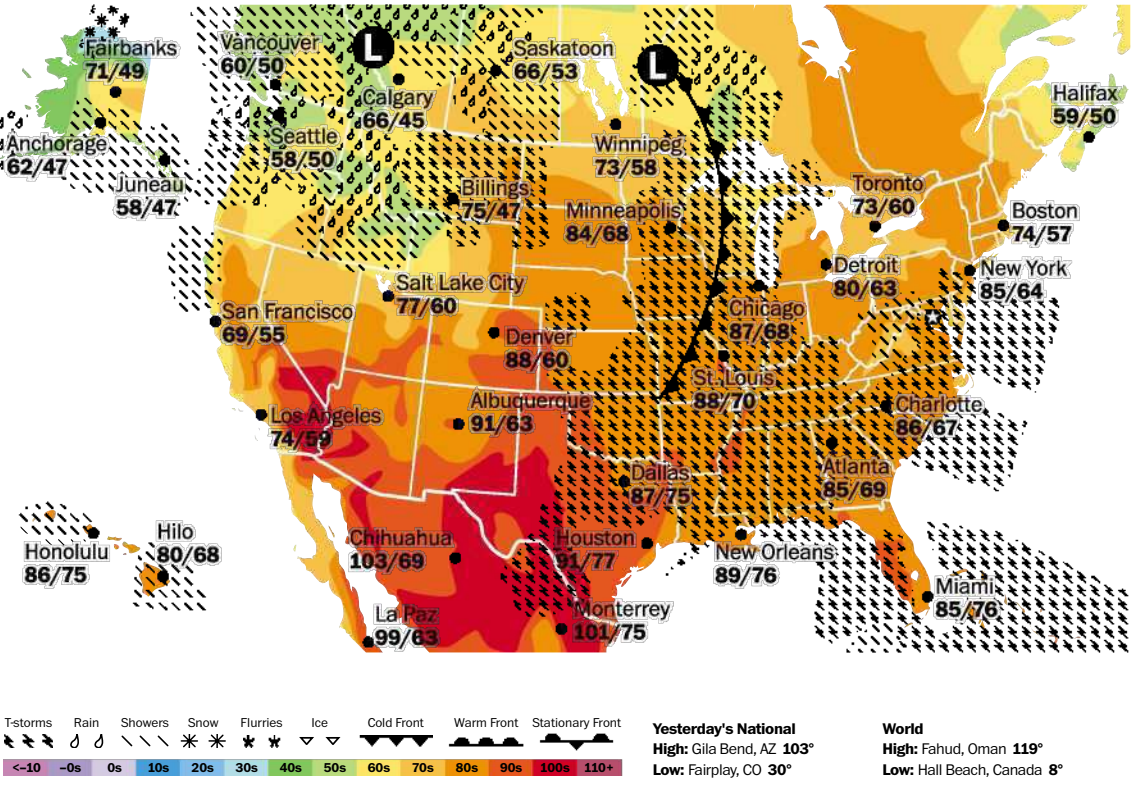 L
L
Fairbanks
71/49
Vancouver
60/50
Saskatoon
66/53
Calgary
66/45
Halifax
59/50
Anchorage
62/47
Seattle
58/50
Winnipeg
73/58
Juneau
58/47
Billings
75/47
Minneapolis
84/68
Toronto
73/60
Boston
74/57
Detroit
80/63
New York
85/64
Salt Lake City
77/60
San Francisco
69/55
Denver
88/60
Chicago
87/68
St. Louis
88/70
Los Angeles
74/59
Albuquerque
91/63
Charlotte
86/67
Dallas
87/75
Atlanta
85/69
Honolulu
86/75
Hilo
80/68
Chihuahua
103/69
Houston
91/77
New Orleans
89/76
Miami
85/76
La Paz
99/63
Monterrey
101/75
T-storms Rain Showers Snow Flurries Ice Cold Front Warm Front Stationary Front
<–10 –0s 0s 10s 20s 30s 40s 50s 60s 70s 80s 90s 100s 110+
Yesterday's National
High: Gila Bend, AZ 103°
Low: Fairplay, CO 30°
World
High: Fahud, Oman 119°
Low: Hall Beach, Canada 8°